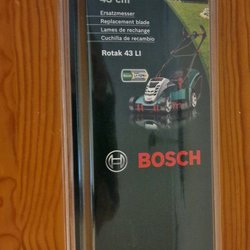 43 cm
Ersatzmesser
Replacement blade
Lames de rechange
Cuchilla de recambio
Rotak 43 LI
BOSCH